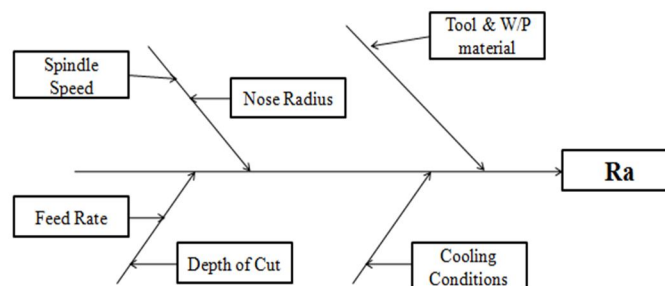 Tool & W/P
material
Spindle
Speed
Nose Radius
Ra
Feed Rate
Depth of Cut
Cooling
Conditions